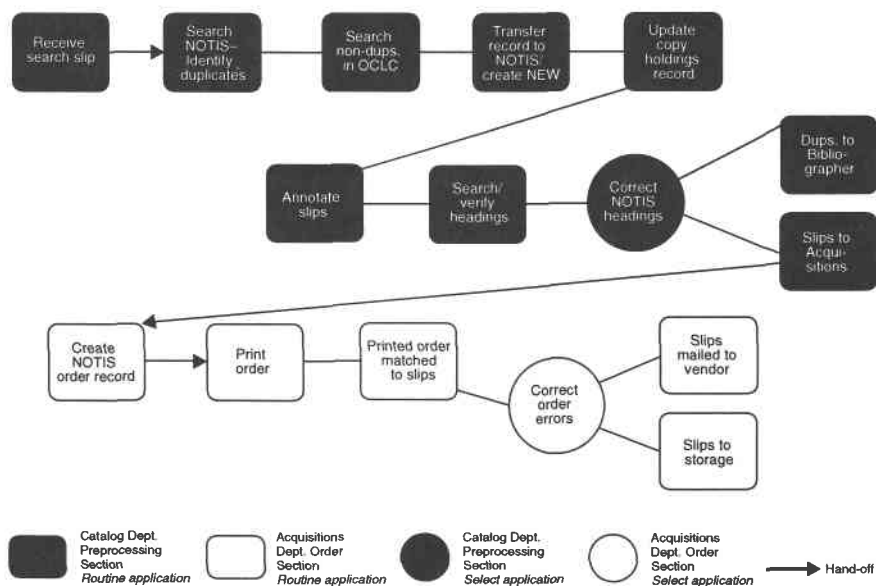 Receive
search slip
Search
NOTIS–
Identify
duplicates
Search
non-dups.
in OCLC
Transfer
record to
NOTIS/
create NEW
Update
copy
holdings
record
Annotate
slips
Search/
verify
headings
Correct
NOTIS
headings
Dups. to
Biblio-
grapher
Slips to
Acqui-
sitions
Create
NOTIS
order record
Print
order
Printed order
matched
to slips
Correct
order
errors
Slips
mailed to
vendor
Slips to
storage
Catalog Dept.
Preprocessing
Section
Routine application
Acquisitions
Dept. Order
Section
Routine application
Catalog Dept.
Preprocessing
Section
Select application
Acquisitions
Dept. Order
Section
Select application
Hand-off